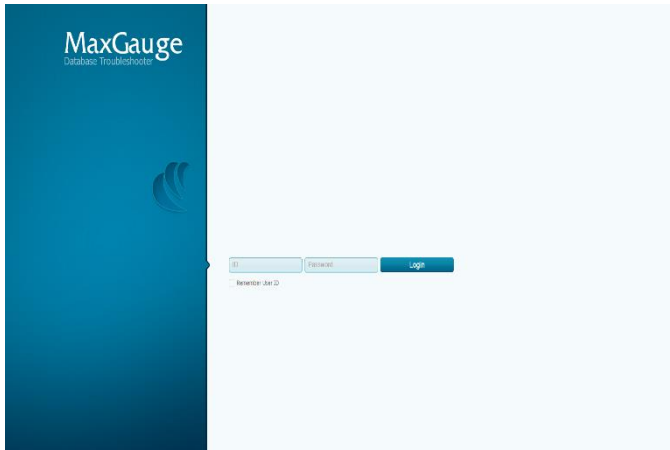 MaxGauge
Database Troubleshooter
ID
Password
Login
Remember User ID